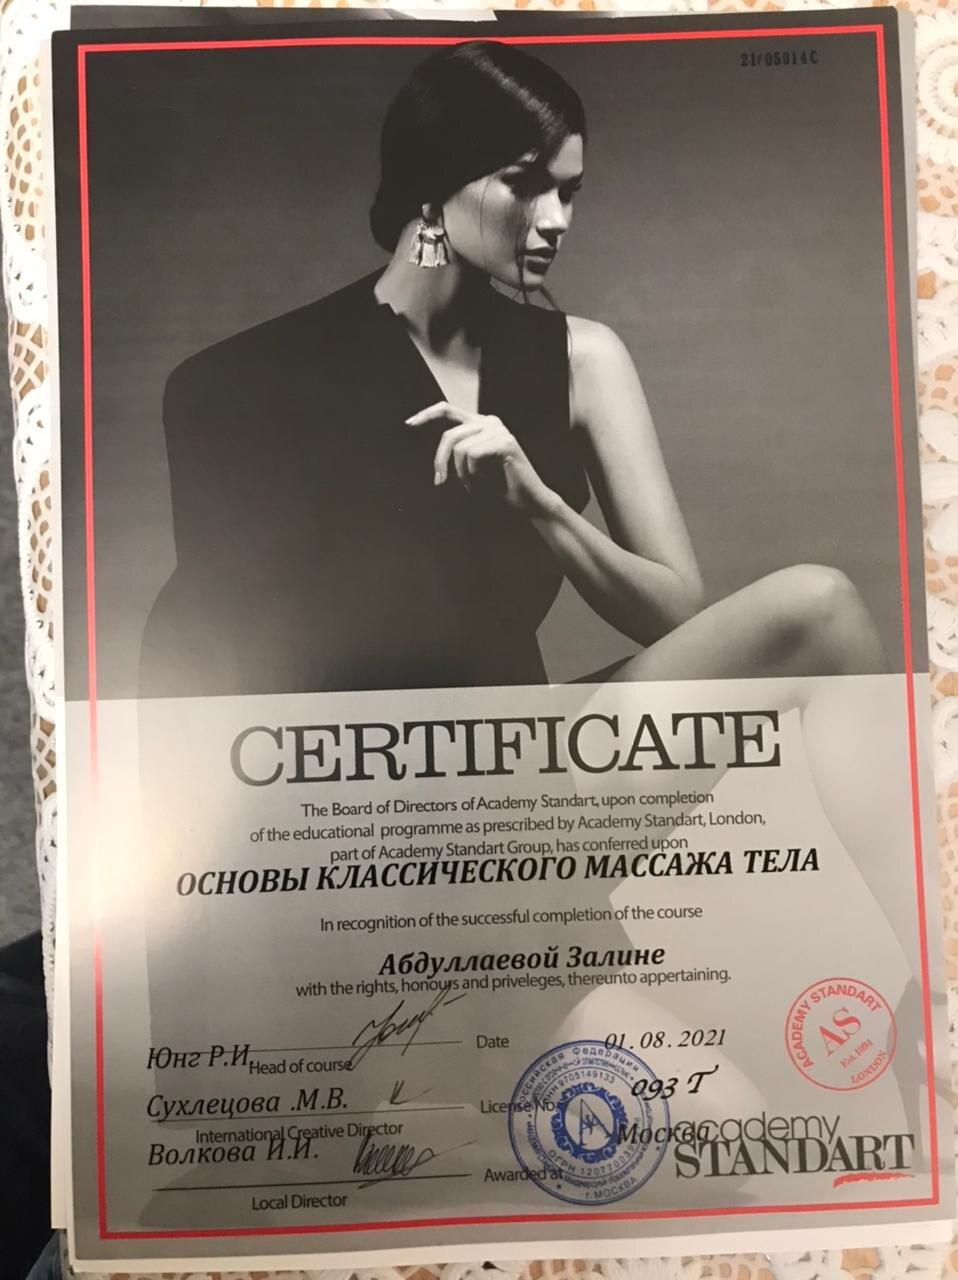 21/05014C
CERTIFICATE
The Board of Directors of Academy Standart, upon completion
of the educational programme as prescribed by Academy Standart, London,
part of Academy Standart Group, has conferred upon
ОСНОВЫ КЛАССИЧЕСКОГО МАССАЖА ТЕЛА
In recognition of the successful completion of the course
Абдуллаевой Залине
with the rights, honours and priveleges, thereunto appertaining.
Юнг Р.И.
Head of course
Date
01.08.2021
Сухлецова .М.В.
International Creative Director
License No.
093 Т
Волкова И.И.
Local Director
Awarded at
Москва
ACADEMY STANDART
AS
Est. 1994
LONDON
academy
STANDART
Российская Федерация
ИНН 9705149133
г. МОСКВА